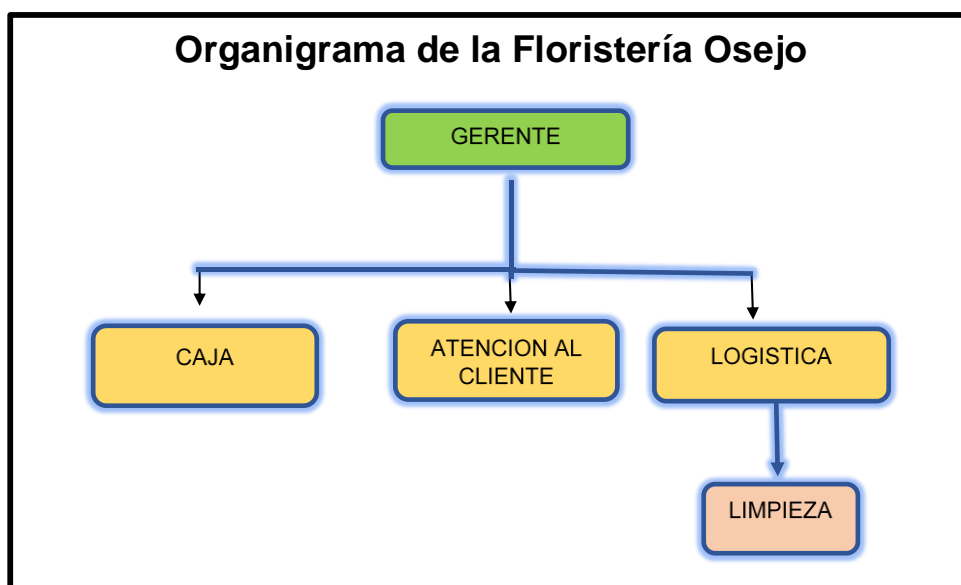 Organigrama de la Floristería Osejo
GERENTE
CAJA
ATENCION AL
CLIENTE
LOGISTICA
LIMPIEZA